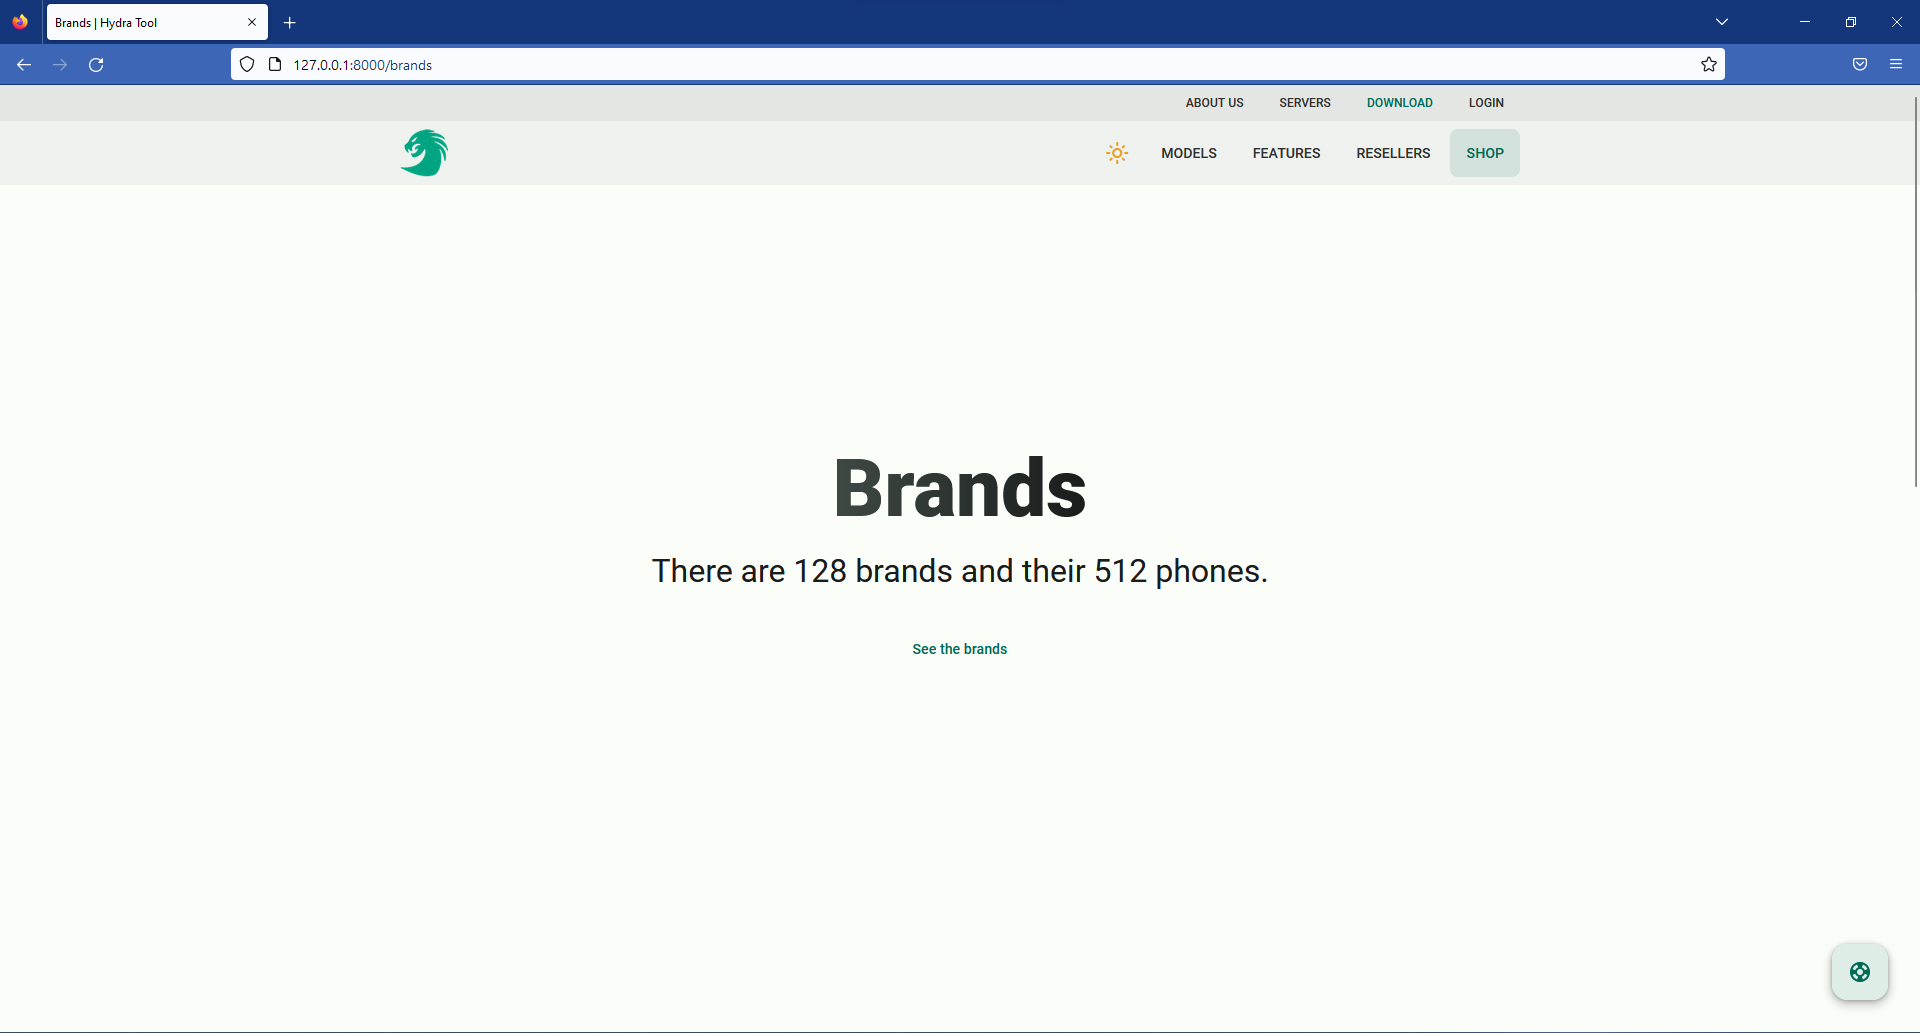 Brands | Hydra Tool
127.0.0.1:8000/brands
ABOUT US SERVERS DOWNLOAD LOGIN
MODELS FEATURES RESELLERS SHOP
Brands
There are 128 brands and their 512 phones.
See the brands